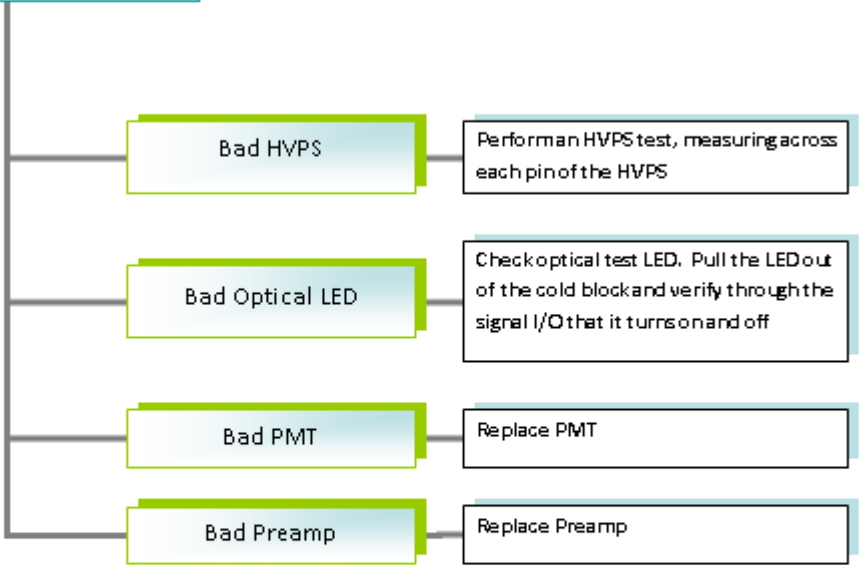 Bad HVPS
Perform an HVPS test, measuring across
each pin of the HVPS
Bad Optical LED
Check optical test LED. Pull the LED out
of the cold block and verify through the
signal I/O that it turns on and off
Bad PMT
Replace PMT
Bad Preamp
Replace Preamp